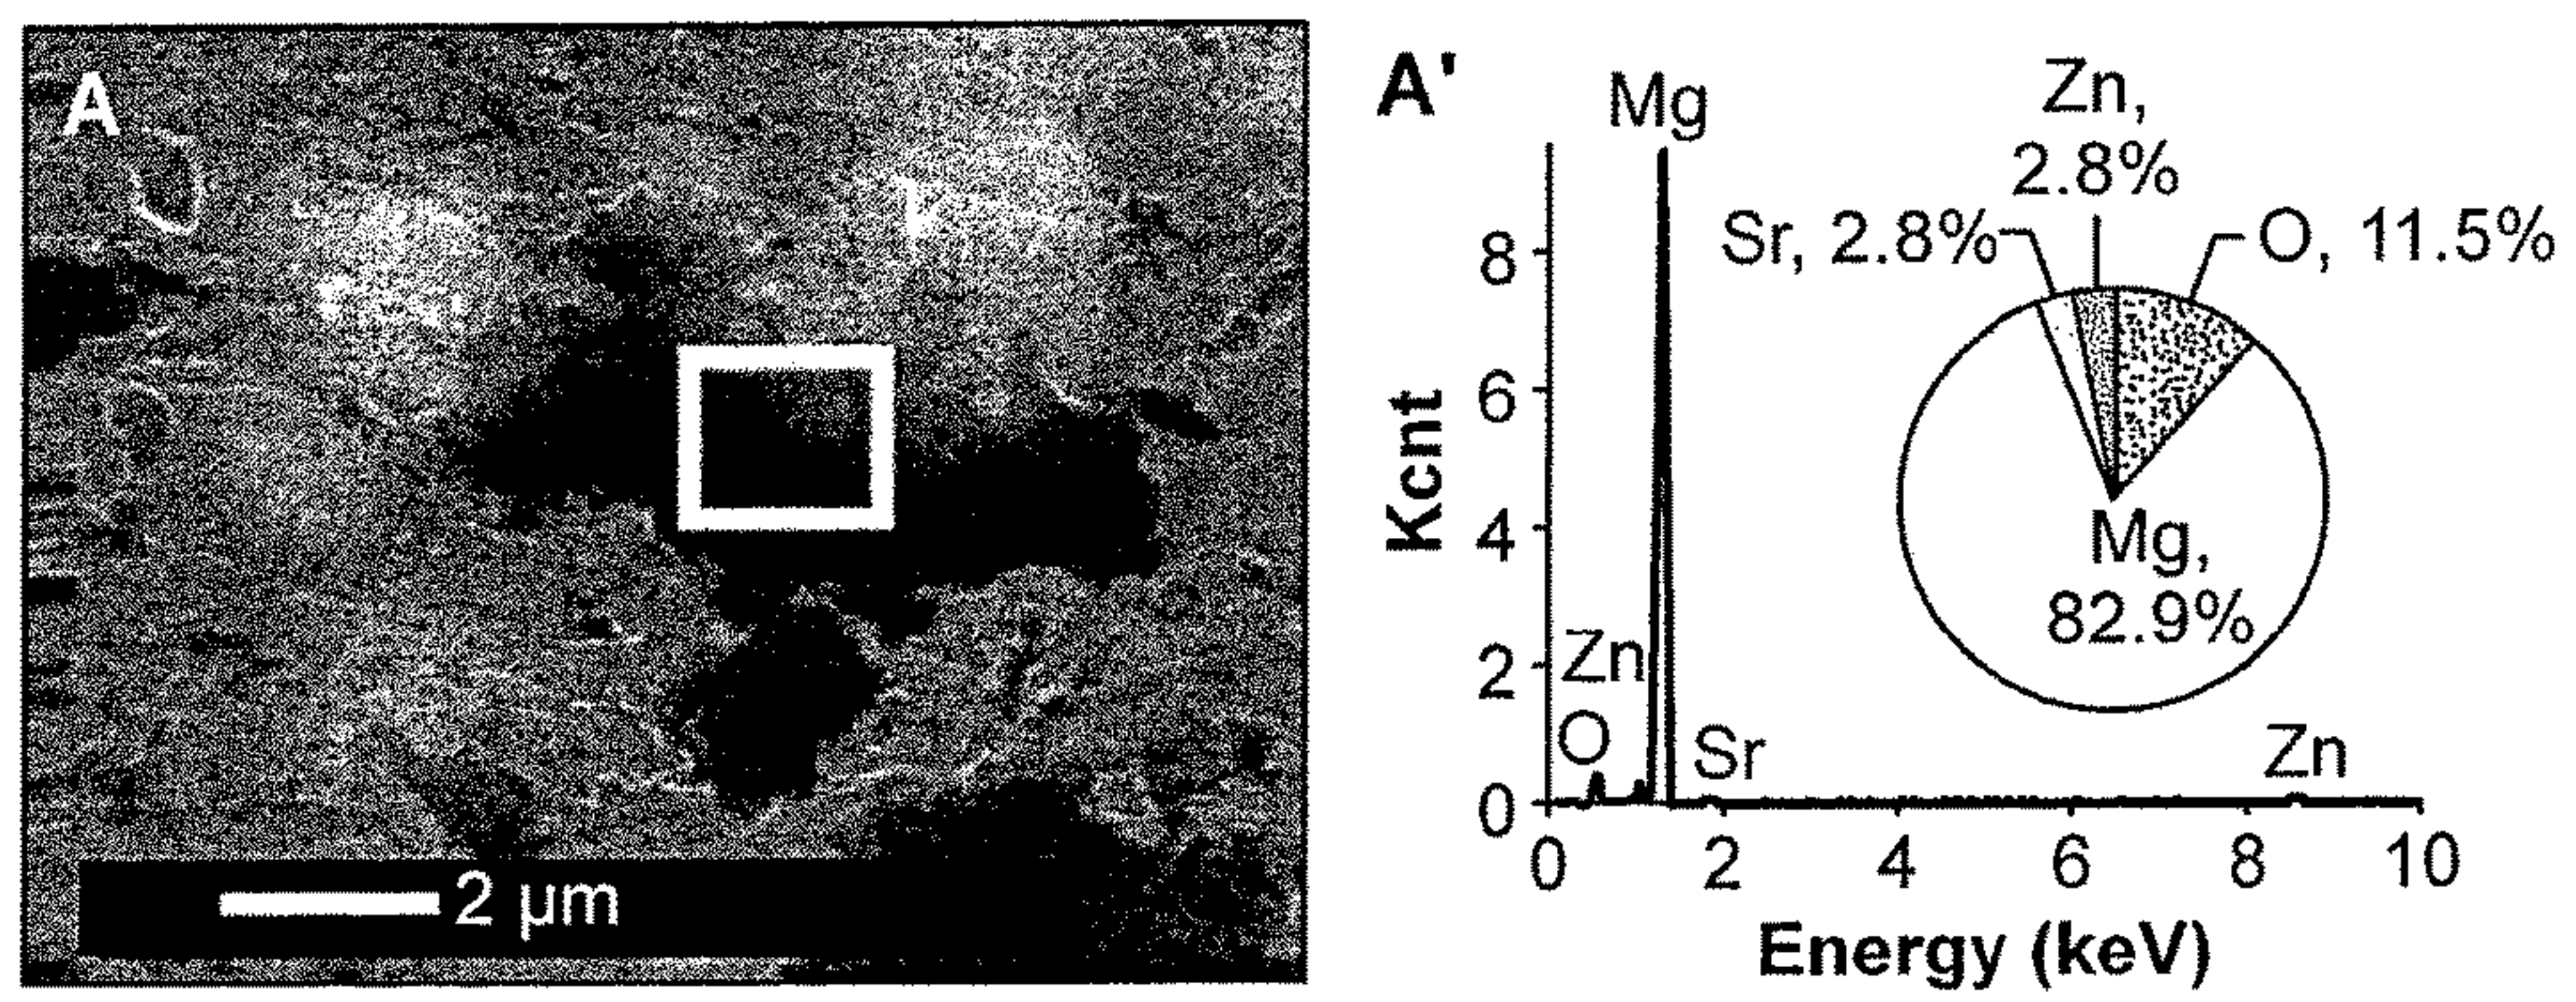 A
2 µm
A'
Mg
Zn,
2.8%
Sr, 2.8%
O, 11.5%
Mg,
82.9%
Kcnt
8
6
4
2
0
Zn
O
Sr
Zn
0 2 4 6 8 10
Energy (keV)